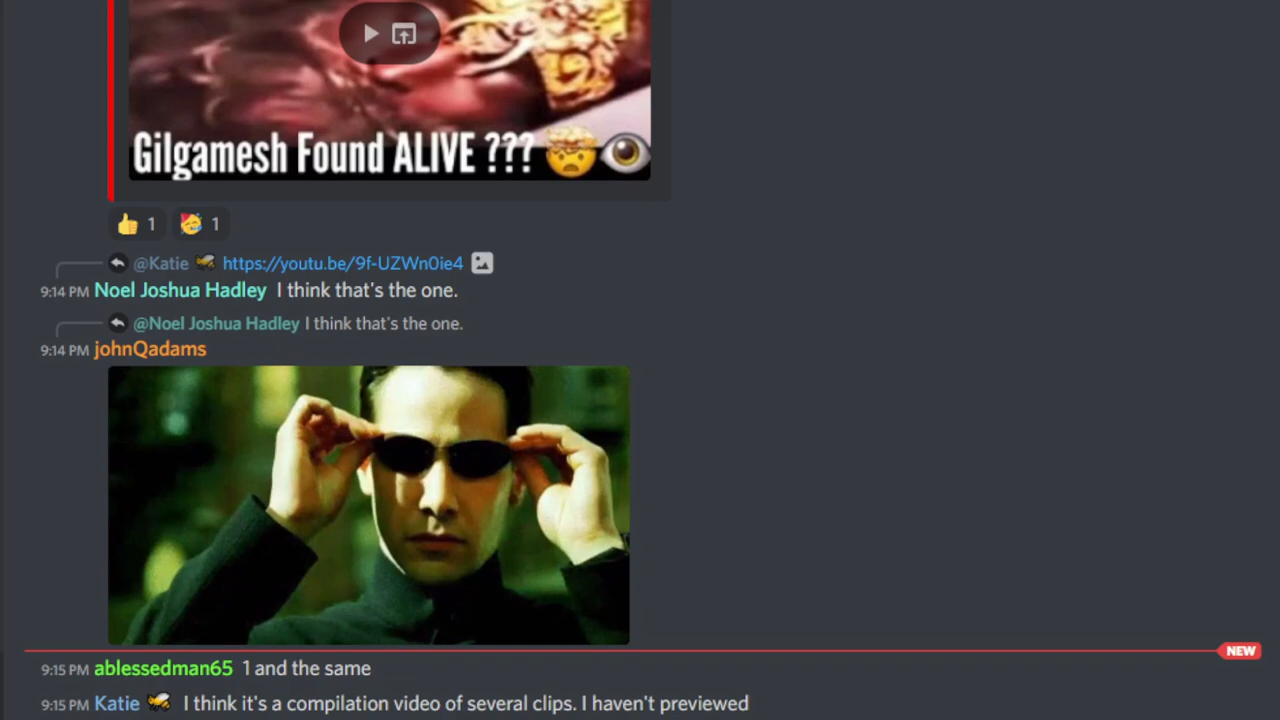 Gilgamesh Found ALIVE ??? 🤯👁
👍 1 🥳 1
@Katie 🐝 https://youtu.be/9f-UZWn0ie4
9:14 PM Noel Joshua Hadley I think that's the one.
@Noel Joshua Hadley I think that's the one.
9:14 PM johnQadams
NEW
9:15 PM ablessedman65 1 and the same
9:15 PM Katie 🐝 I think it's a compilation video of several clips. I haven't previewed